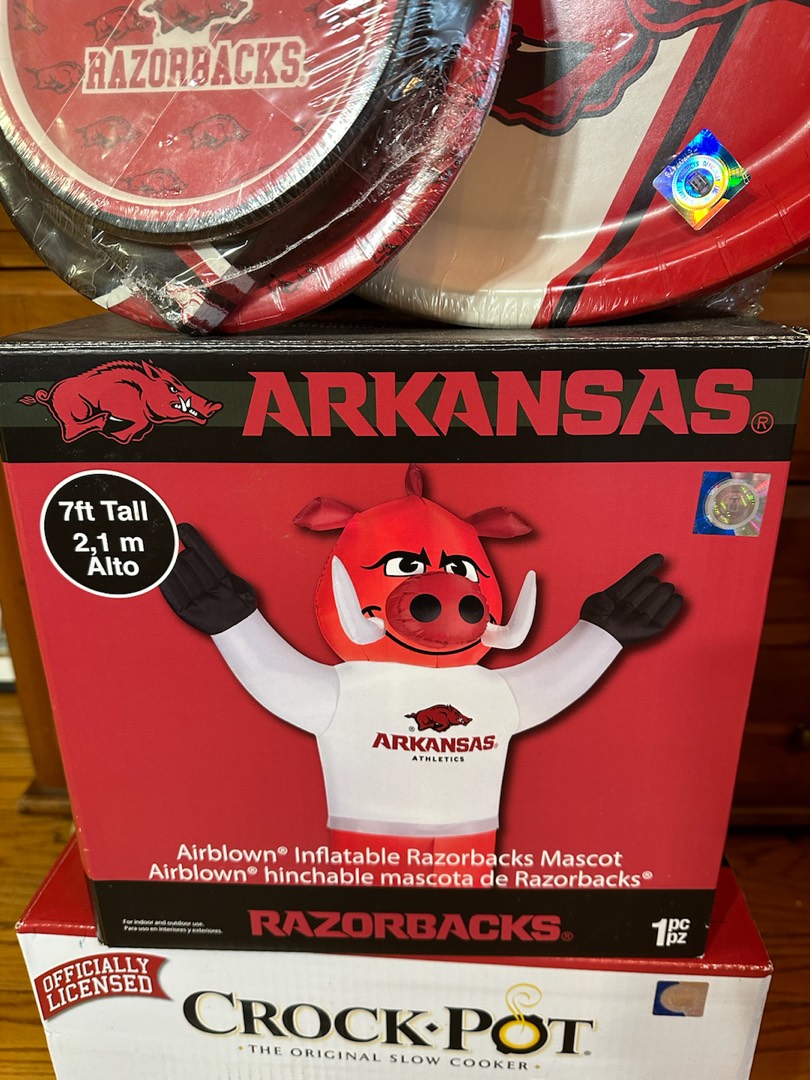 RAZORBACKS
ARKANSAS®
7ft Tall
2,1 m
Alto
®
ARKANSAS®
ATHLETICS
Airblown® Inflatable Razorbacks Mascot
Airblown® hinchable mascota de Razorbacks®
For indoor and outdoor use.
Para uso en interiores y exteriores.
RAZORBACKS®
1 pc
pz
OFFICIALLY
LICENSED
CROCK·POT®
· THE ORIGINAL SLOW COOKER ·